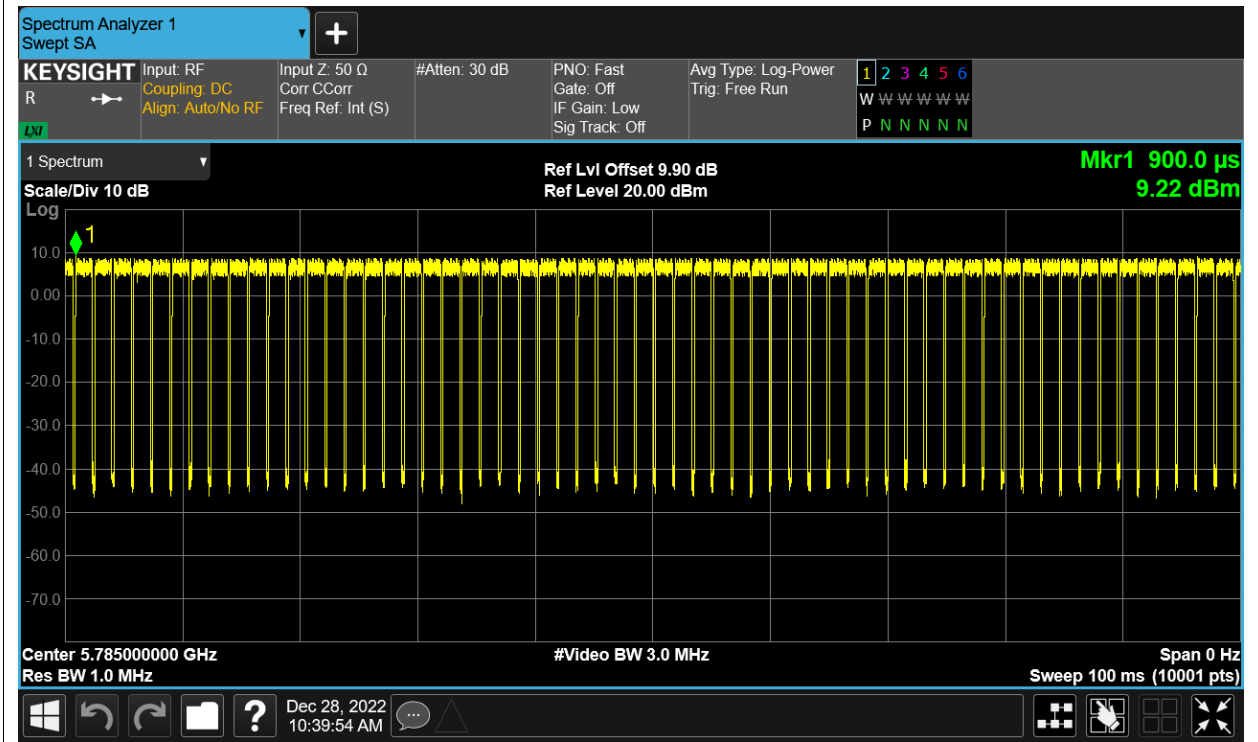 Spectrum Analyzer 1
Swept SA
KEYSIGHT
R
LXI
Input: RF
Coupling: DC
Align: Auto/No RF
Input Z: 50 Ω
Corr CCorr
Freq Ref: Int (S)
#Atten: 30 dB
PNO: Fast
Gate: Off
IF Gain: Low
Sig Track: Off
Avg Type: Log-Power
Trig: Free Run
1 2 3 4 5 6
W W W W W W
P N N N N N
1 Spectrum
Scale/Div 10 dB
Ref Lvl Offset 9.90 dB
Ref Level 20.00 dBm
Mkr1 900.0 µs
9.22 dBm
Log
1
10.0
0.00
-10.0
-20.0
-30.0
-40.0
-50.0
-60.0
-70.0
Center 5.785000000 GHz
Res BW 1.0 MHz
#Video BW 3.0 MHz
Span 0 Hz
Sweep 100 ms (10001 pts)
?
Dec 28, 2022
10:39:54 AM